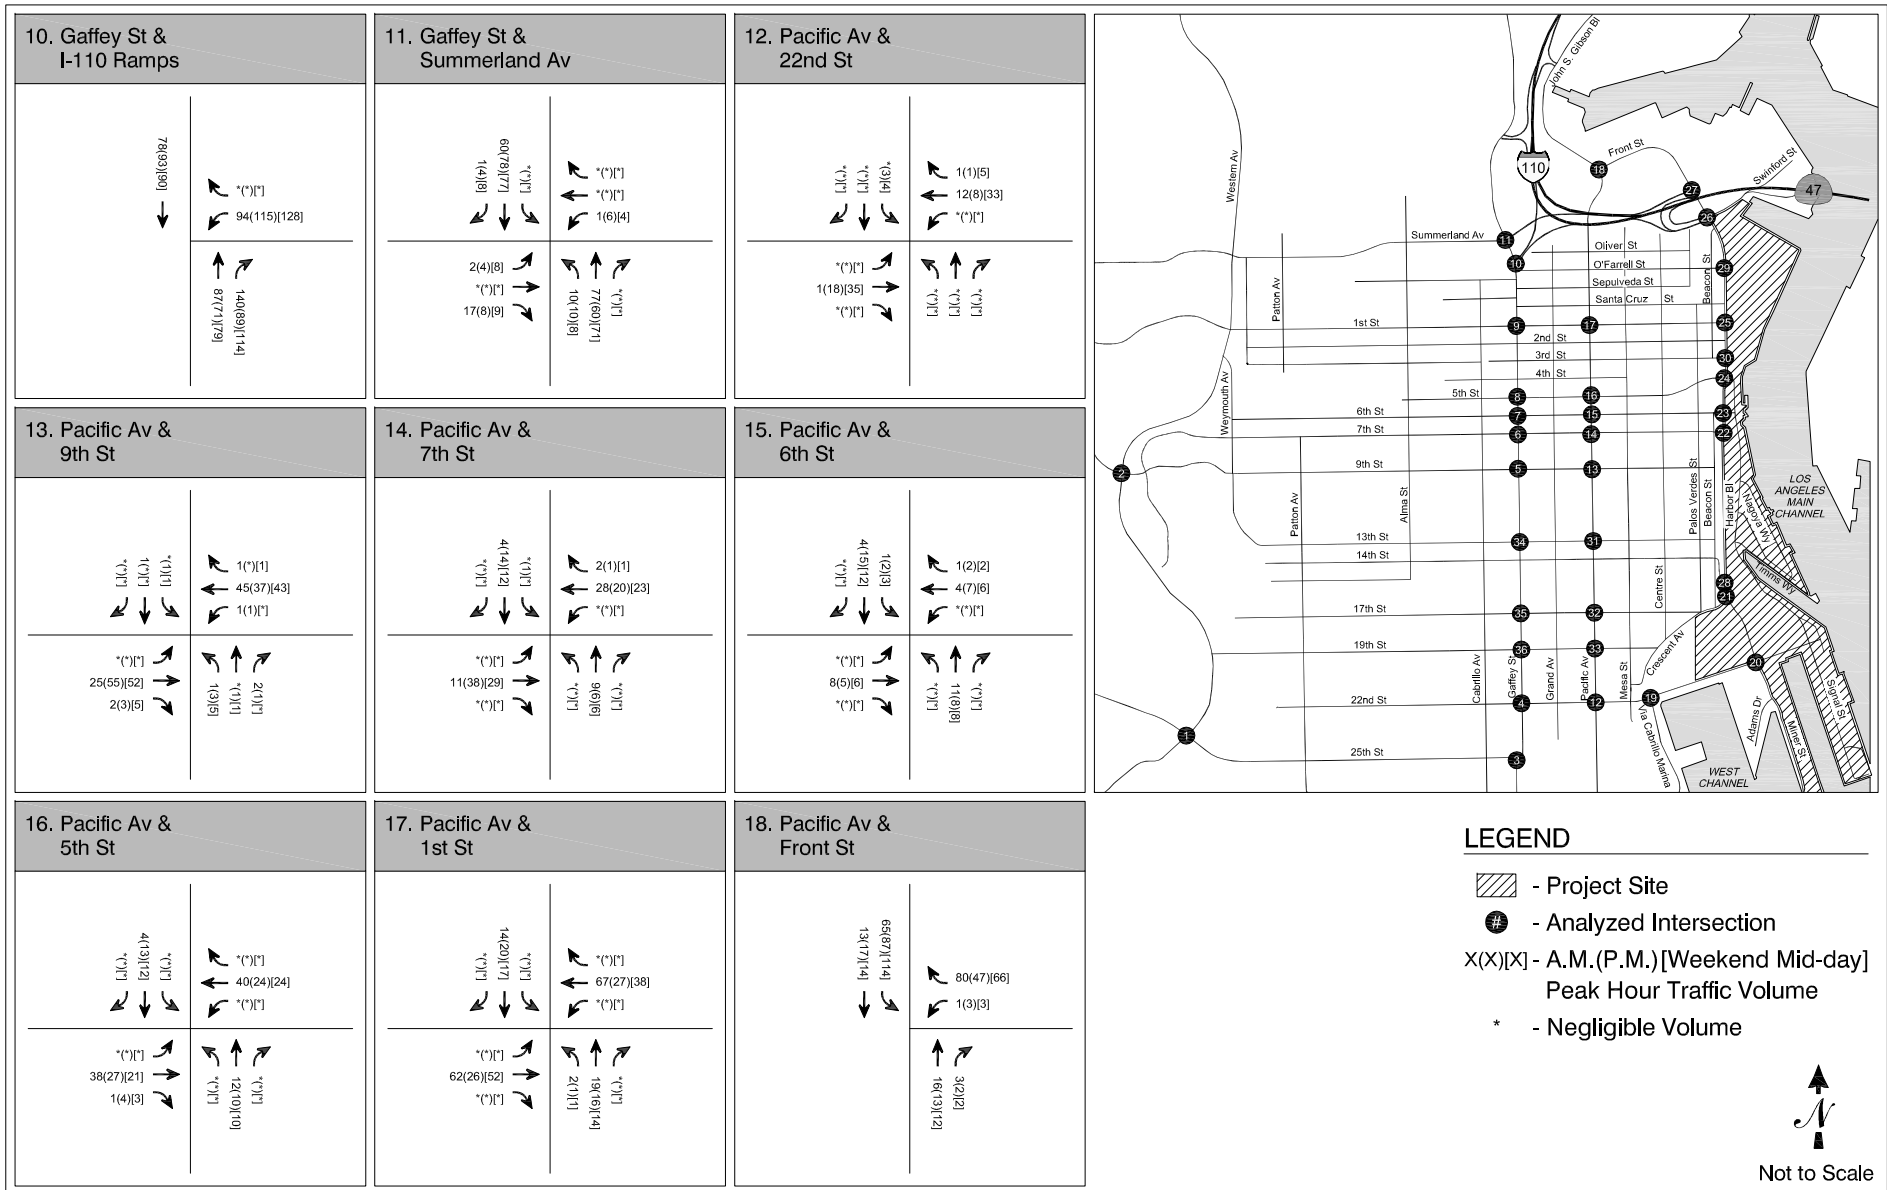 10. Gaffey St &
I-110 Ramps
78(93)[90]
*(*)[*]
94(115)[128]
87(71)[79]
140(89)[114]
11. Gaffey St &
Summerland Av
1(4)[8]
60(78)[77]
*(*)[*]
*(*)[*]
*(*)[*]
1(6)[4]
2(4)[8]
*(*)[*]
17(8)[9]
10(10)[8]
77(60)[71]
*(*)[*]
12. Pacific Av &
22nd St
*(*)[*]
*(*)[*]
*(3)[4]
1(1)[5]
12(8)[33]
*(*)[*]
*(*)[*]
1(18)[35]
*(*)[*]
*(*)[*]
*(*)[*]
*(*)[*]
13. Pacific Av &
9th St
*(*)[*]
1(*)[*]
*(1)[1]
1(*)[1]
45(37)[43]
1(1)[*]
*(*)[*]
25(55)[52]
2(3)[5]
1(3)[5]
*(1)[1]
2(1)[*]
14. Pacific Av &
7th St
*(*)[*]
4(14)[12]
*(1)[*]
2(1)[1]
28(20)[23]
*(*)[*]
*(*)[*]
11(38)[29]
*(*)[*]
*(*)[*]
9(6)[6]
*(*)[*]
15. Pacific Av &
6th St
*(*)[*]
4(15)[12]
1(2)[3]
1(2)[2]
4(7)[6]
*(*)[*]
*(*)[*]
8(5)[6]
*(*)[*]
*(*)[*]
11(8)[8]
*(*)[*]
16. Pacific Av &
5th St
*(*)[*]
4(13)[12]
*(*)[*]
*(*)[*]
40(24)[24]
*(*)[*]
*(*)[*]
38(27)[21]
1(4)[3]
*(*)[*]
12(10)[10]
*(*)[*]
17. Pacific Av &
1st St
*(*)[*]
14(20)[17]
*(*)[*]
*(*)[*]
67(27)[38]
*(*)[*]
*(*)[*]
62(26)[52]
*(*)[*]
2(1)[1]
19(16)[14]
*(*)[*]
18. Pacific Av &
Front St
13(17)[14]
65(87)[114]
80(47)[66]
1(3)[3]
16(13)[12]
3(2)[2]
John S. Gibson Bl
110
Front St
18
Swinford St
47
27
26
Western Av
Summerland Av
11
Oliver St
10
O'Farrell St
29
Sepulveda St
Santa Cruz St
Beacon St
Patton Av
1st St
9
17
25
2nd St
3rd St
30
4th St
24
5th St
8
16
Weymouth Av
6th St
7
15
23
7th St
6
14
22
2
9th St
5
13
Patton Av
Alma St
Palos Verdes St
Beacon St
Harbor Bl
Nagoya Wy
LOS
ANGELES
MAIN
CHANNEL
13th St
34
31
14th St
Centre St
Timms Wy
28
21
17th St
35
32
19th St
36
33
Crescent Av
20
Cabrillo Av
Gaffey St
Grand Av
Pacific Av
Mesa St
22nd St
4
12
19
Via Cabrillo Marina
Adams Dr
Miner St
Signal St
1
25th St
3
WEST
CHANNEL
LEGEND
- Project Site
# - Analyzed Intersection
X(X)[X] - A.M.(P.M.)[Weekend Mid-day]
Peak Hour Traffic Volume
* - Negligible Volume
N
Not to Scale